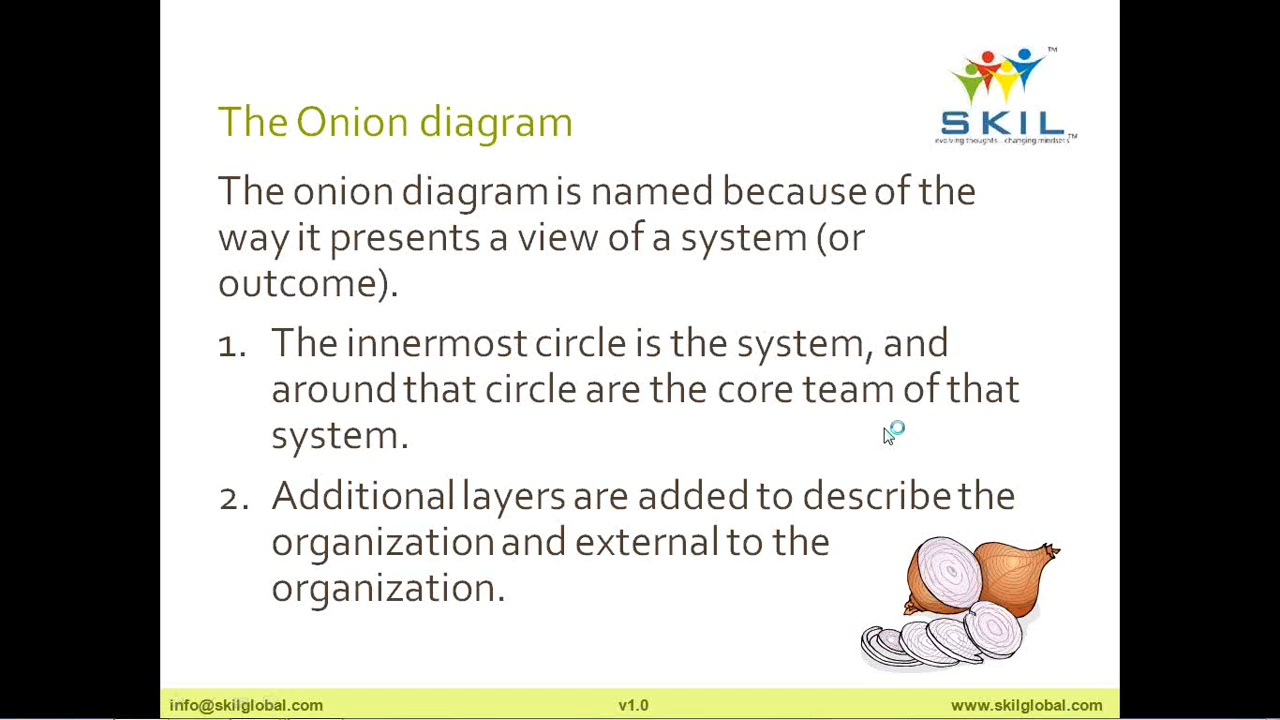 TM
SKIL TM
evolving thoughts...changing mindsets
The Onion diagram
The onion diagram is named because of the
way it presents a view of a system (or
outcome).
1. The innermost circle is the system, and
around that circle are the core team of that
system.
2. Additional layers are added to describe the
organization and external to the
organization.
info@skilglobal.com v1.0 www.skilglobal.com